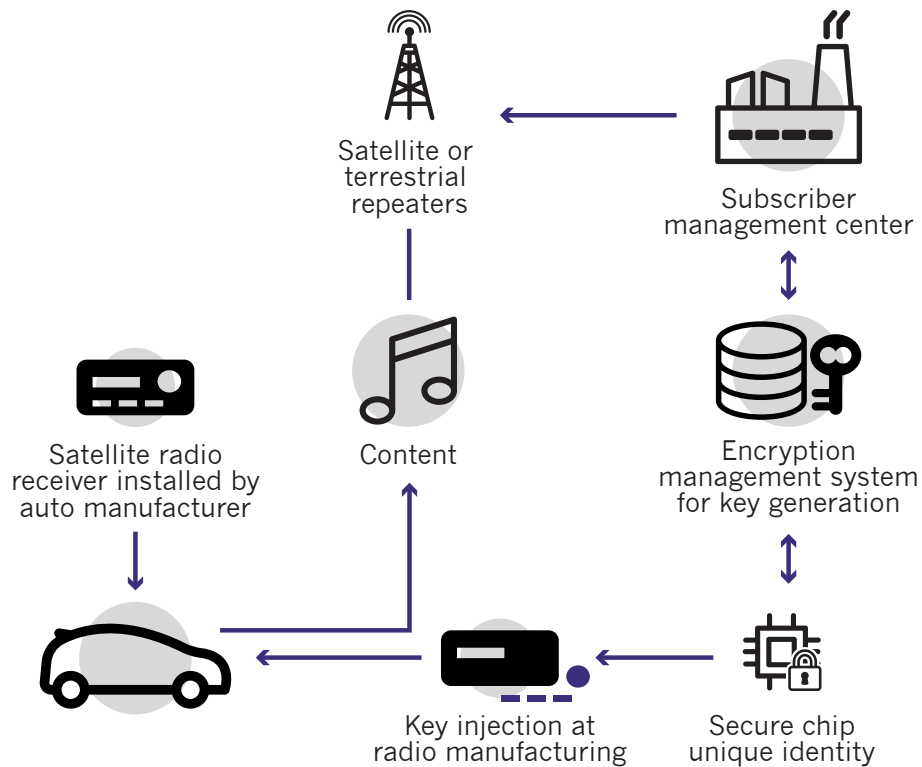 Satellite or
terrestrial
repeaters
Subscriber
management center
Satellite radio
receiver installed by
auto manufacturer
Content
Encryption
management system
for key generation
Key injection at
radio manufacturing
Secure chip
unique identity